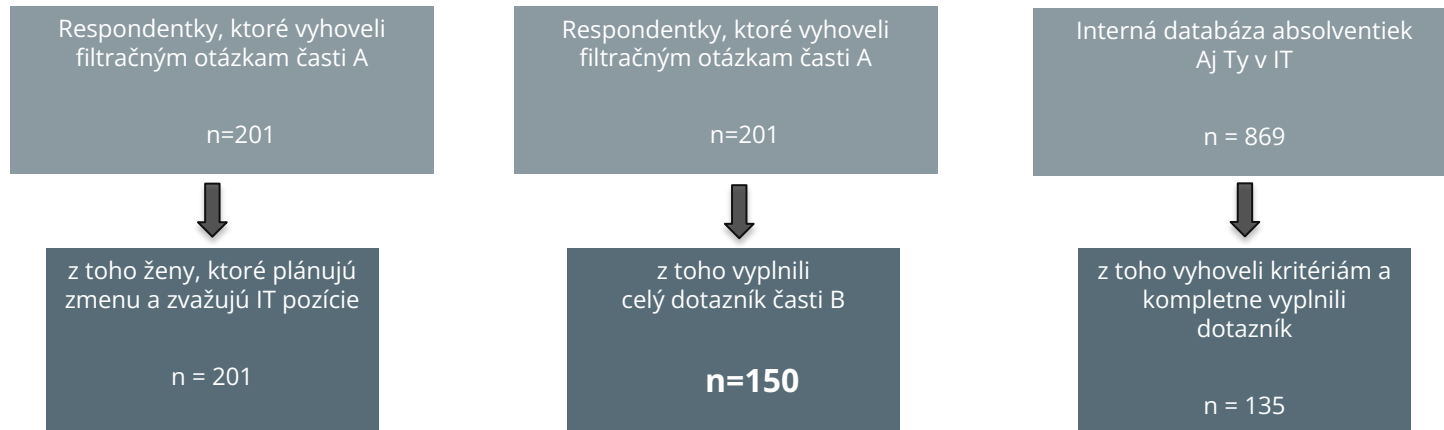 Respondentky, ktoré vyhoveli
filtračným otázkam časti A
n=201
z toho ženy, ktoré plánujú
zmenu a zvažujú IT pozície
n = 201
Respondentky, ktoré vyhoveli
filtračným otázkam časti A
n=201
z toho vyplnili
celý dotazník časti B
n=150
Interná databáza absolventiek
Aj Ty v IT
n = 869
z toho vyhoveli kritériám a
kompletne vyplnili
dotazník
n = 135